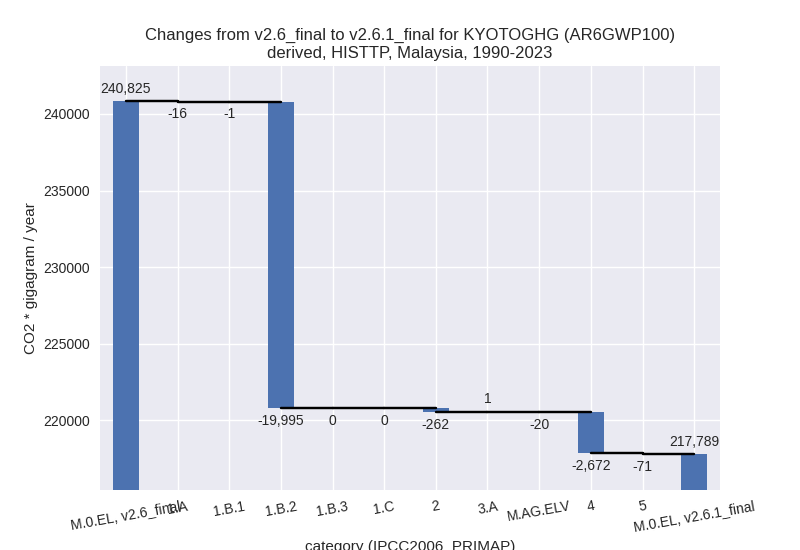 Changes from v2.6_final to v2.6.1_final for KYOTOGHG (AR6GWP100)
derived, HISTTP, Malaysia, 1990-2023
240,825
-16
-1
-19,995
0
0
-262
1
-20
-2,672
-71
217,789
240000
235000
230000
225000
220000
CO2 * gigagram / year
M.0.EL, v2.6_final
1.A
1.B.1
1.B.2
1.B.3
1.C
2
3.A
M.AG.ELV
4
5
M.0.EL, v2.6.1_final
category (IPCC2006_PRIMAP)